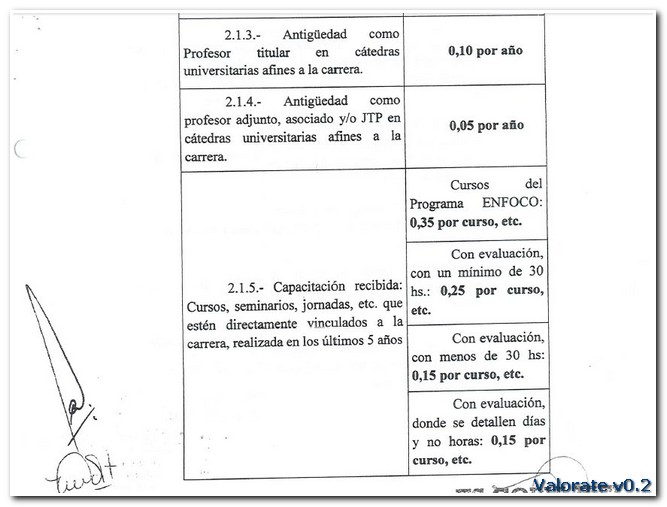 2.1.3.- Antigüedad como
Profesor titular en cátedras
universitarias afines a la carrera.
0,10 por año
2.1.4.- Antigüedad como
profesor adjunto, asociado y/o JTP en
cátedras universitarias afines a la
carrera.
0,05 por año
2.1.5.- Capacitación recibida:
Cursos, seminarios, jornadas, etc. que
estén directamente vinculados a la
carrera, realizada en los últimos 5 años
Cursos del
Programa ENFOCO:
0,35 por curso, etc.
Con evaluación,
con un mínimo de 30
hs.: 0,25 por curso,
etc.
Con evaluación,
con menos de 30 hs:
0,15 por curso, etc.
Con evaluación,
donde se detallen días
y no horas: 0,15 por
curso, etc.
Valorate v0.2